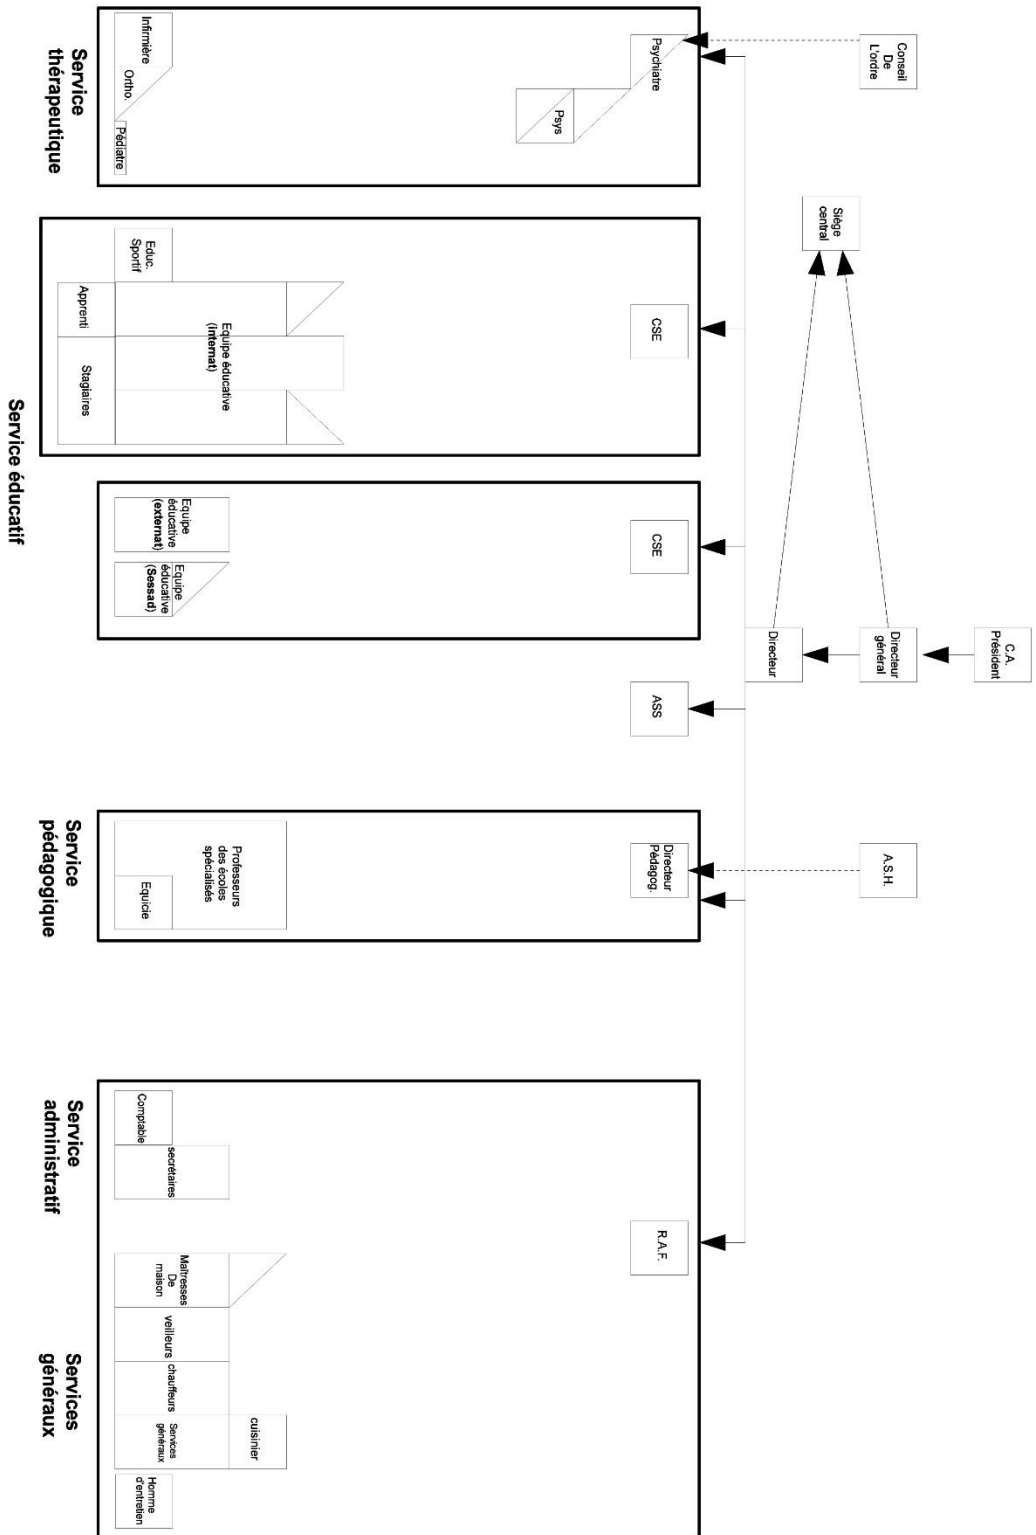 C.A.
Président
Conseil
De
L'ordre
Directeur
général
A.S.H.
Siège
central
Directeur
Psychiatre
CSE
CSE
ASS
Directeur
Pédagog.
R.A.F.
Psys
Equipe éducative
(Internat)
Professeurs
des écoles
spécialisés
cuisinier
Infirmière
Ortho.
Pédiatre
Educ.
Sportif
Equipe
éducative
(externat)
Equipe
éducative
(Sessad)
Equicie
Comptable
secrétaires
Maîtresses
De
maison
veilleurs
chauffeurs
Services
généraux
Homme
d'entretien
Apprenti
Stagiaires
Service
thérapeutique
Service éducatif
Service
pédagogique
Service
administratif
Services
généraux